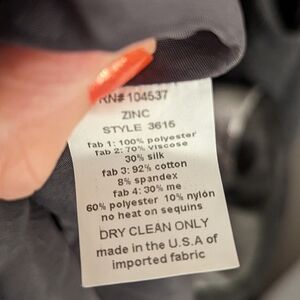 RN# 104537
ZINC
STYLE 3615
fab 1: 100% polyester
fab 2: 70% viscose
30% silk
fab 3: 92% cotton
8% spandex
fab 4: 30% me
60% polyester 10% nylon
no heat on sequins
DRY CLEAN ONLY
made in the U.S.A of
imported fabric